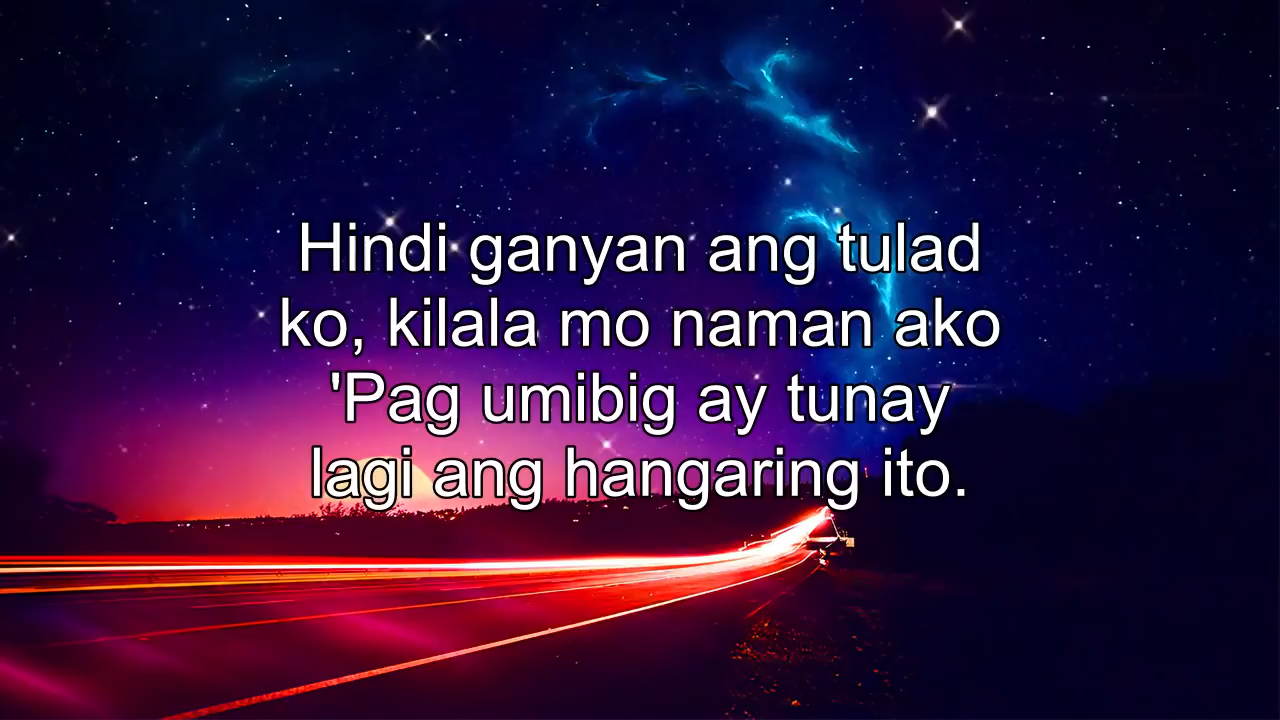 Hindi ganyan ang tulad
ko, kilala mo naman ako
'Pag umibig ay tunay
lagi ang hangaring ito.